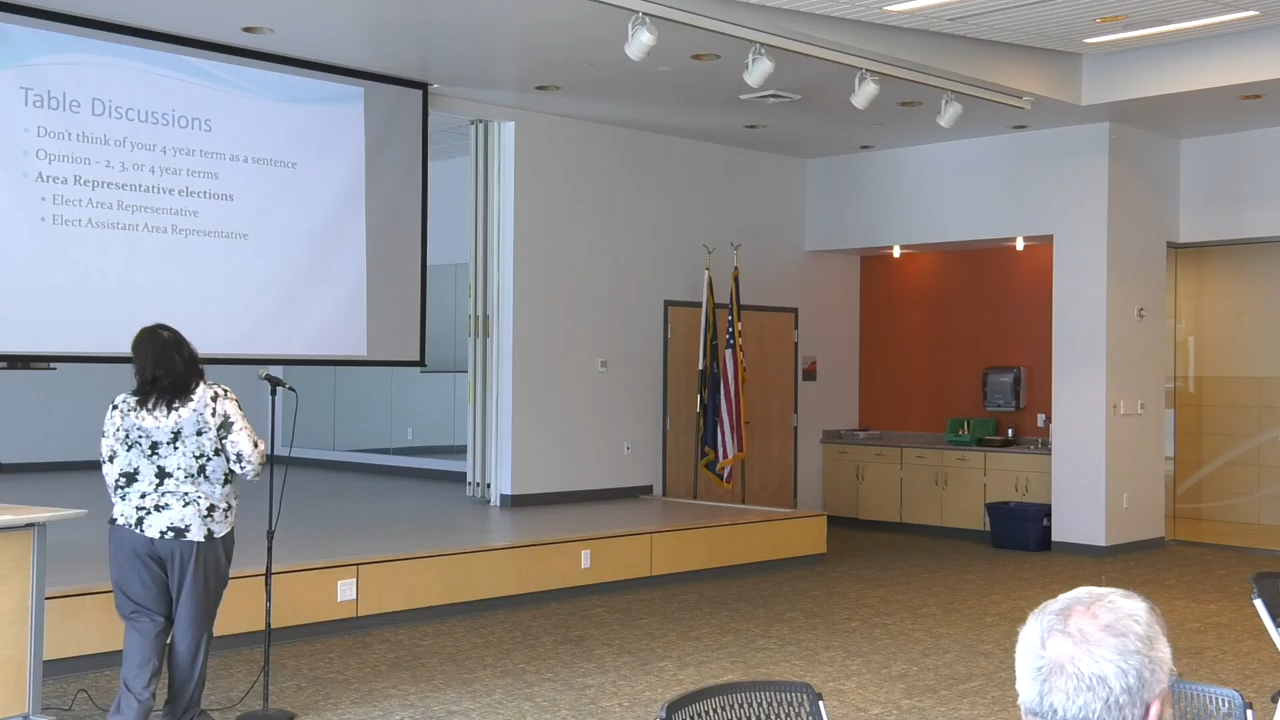 Table Discussions
Don't think of your 4-year term as a sentence
Opinion - 2, 3, or 4 year terms
Area Representative elections
Elect Area Representative
Elect Assistant Area Representative